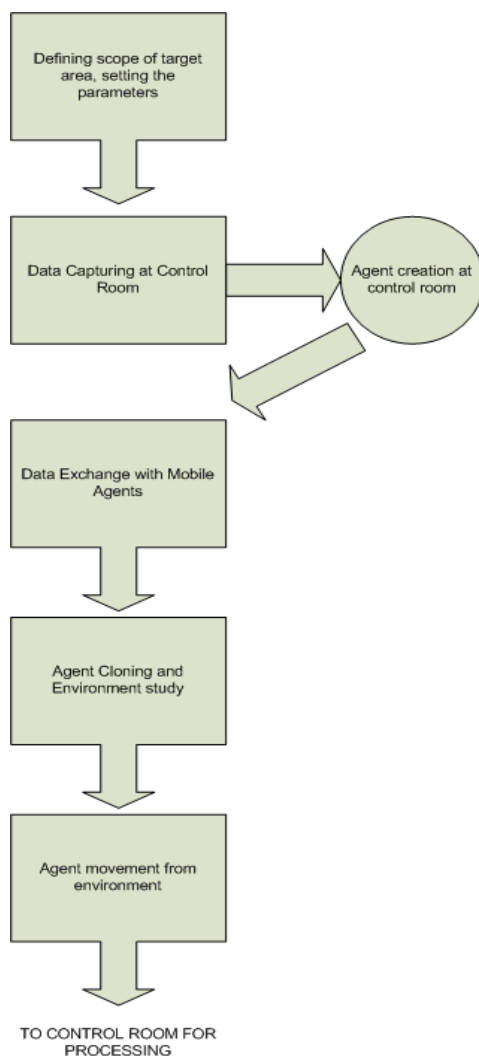 Defining scope of target
area, setting the
parameters
Data Capturing at Control
Room
Agent creation at
control room
Data Exchange with Mobile
Agents
Agent Cloning and
Environment study
Agent movement from
environment
TO CONTROL ROOM FOR
PROCESSING